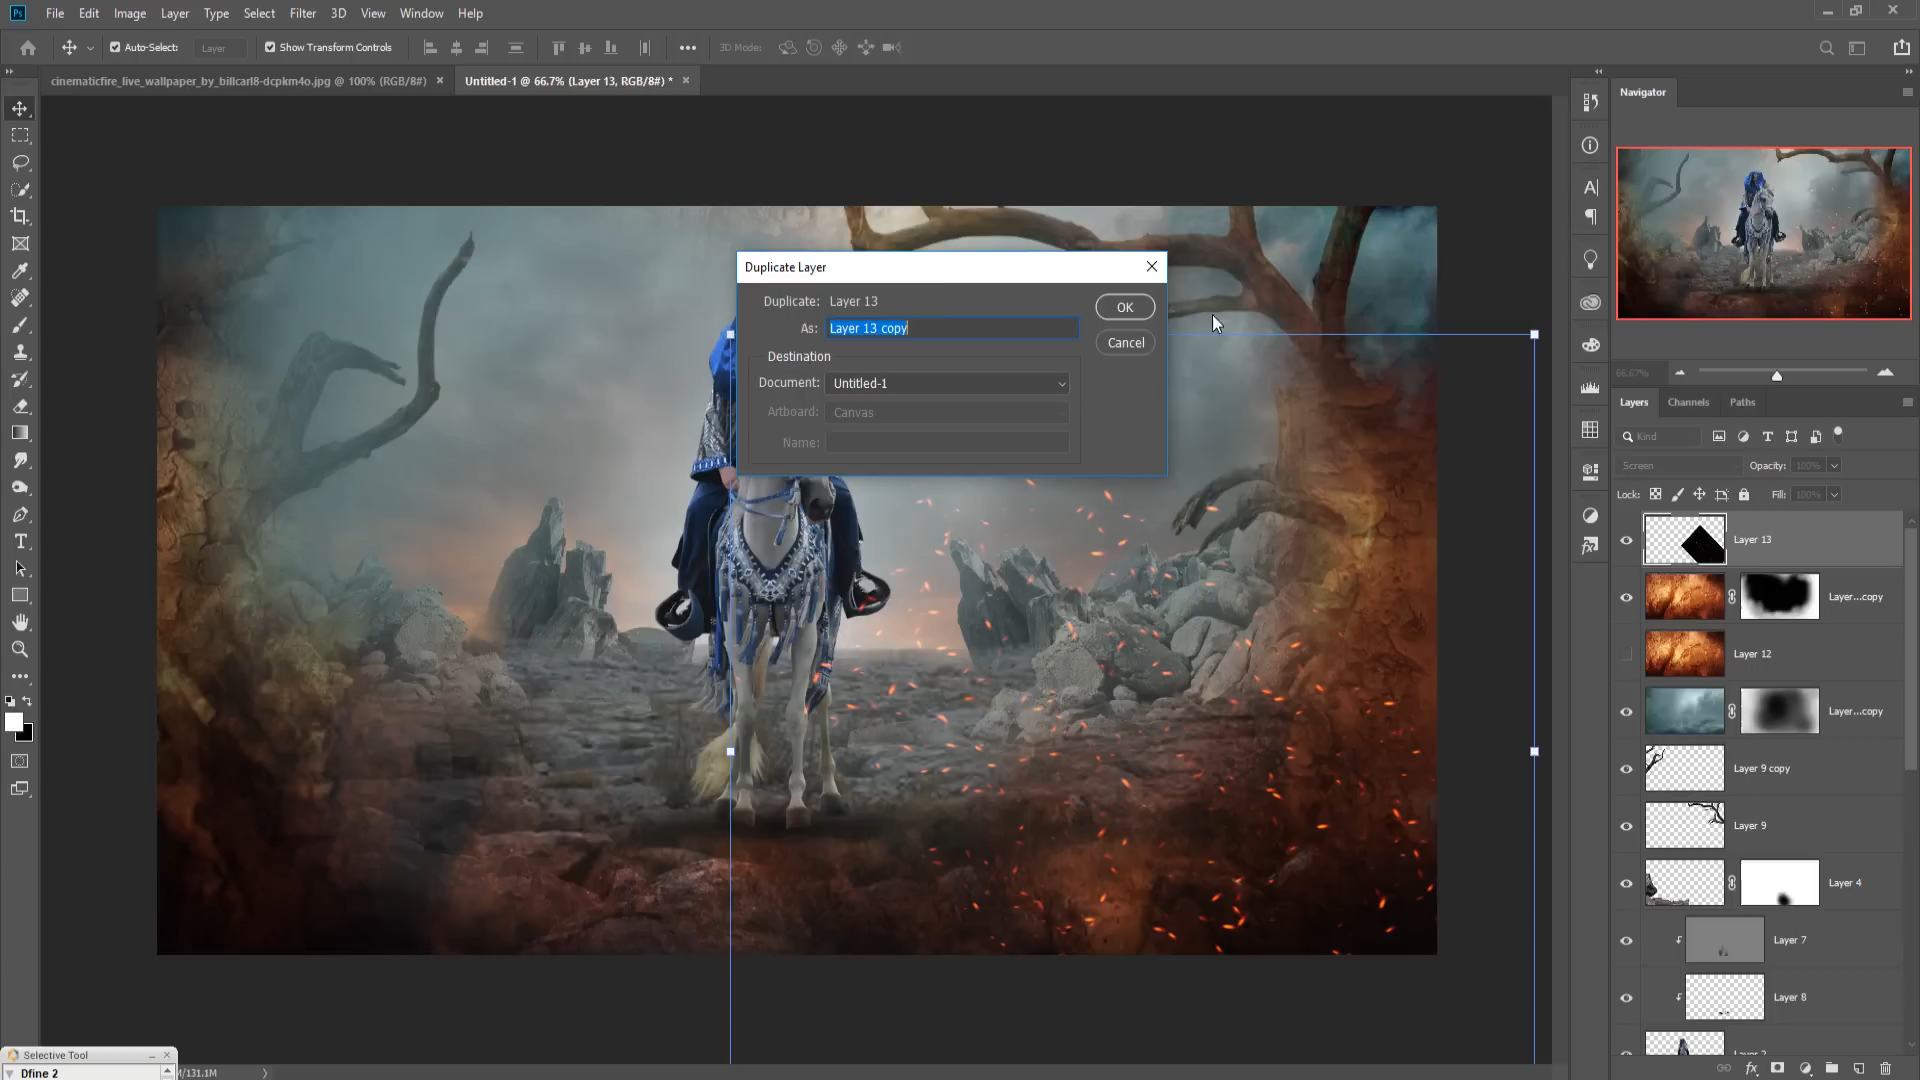 Ps File Edit Image Layer Type Select Filter 3D View Window Help
Auto-Select: Layer Show Transform Controls 3D Mode:
cinematicfire_live_wallpaper_by_billcarl8-dcpkm4o.jpg @ 100% (RGB/8#) × Untitled-1 @ 66.7% (Layer 13, RGB/8#) * ×
Navigator
Duplicate Layer
Duplicate: Layer 13
OK
As: Layer 13 copy
Cancel
Destination
Document: Untitled-1
Artboard: Canvas
Name:
66.67%
Layers Channels Paths
Kind
Screen Opacity: 100%
Lock: Fill: 100%
Layer 13
Layer...copy
Layer 12
Layer...copy
Layer 9 copy
Layer 9
Layer 4
Layer 7
Layer 8
Selective Tool
Dfine 2
M/131.1M